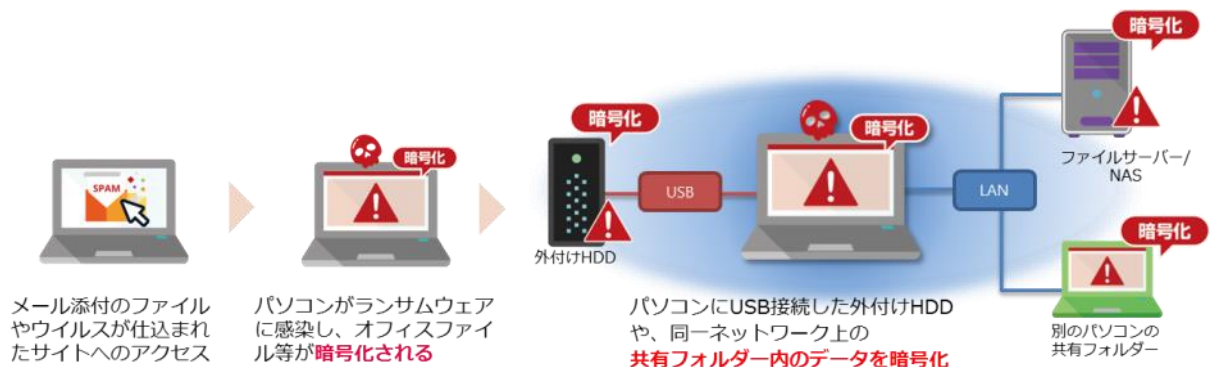 SPAM
メール添付のファイル
やウイルスが仕込まれ
たサイトへのアクセス
暗号化
パソコンがランサムウェア
に感染し、オフィスファイ
ル等が暗号化される
暗号化
外付けHDD
USB
暗号化
LAN
暗号化
ファイルサーバー/
NAS
暗号化
別のパソコンの
共有フォルダー
パソコンにUSB接続した外付けHDD
や、同一ネットワーク上の
共有フォルダー内のデータを暗号化